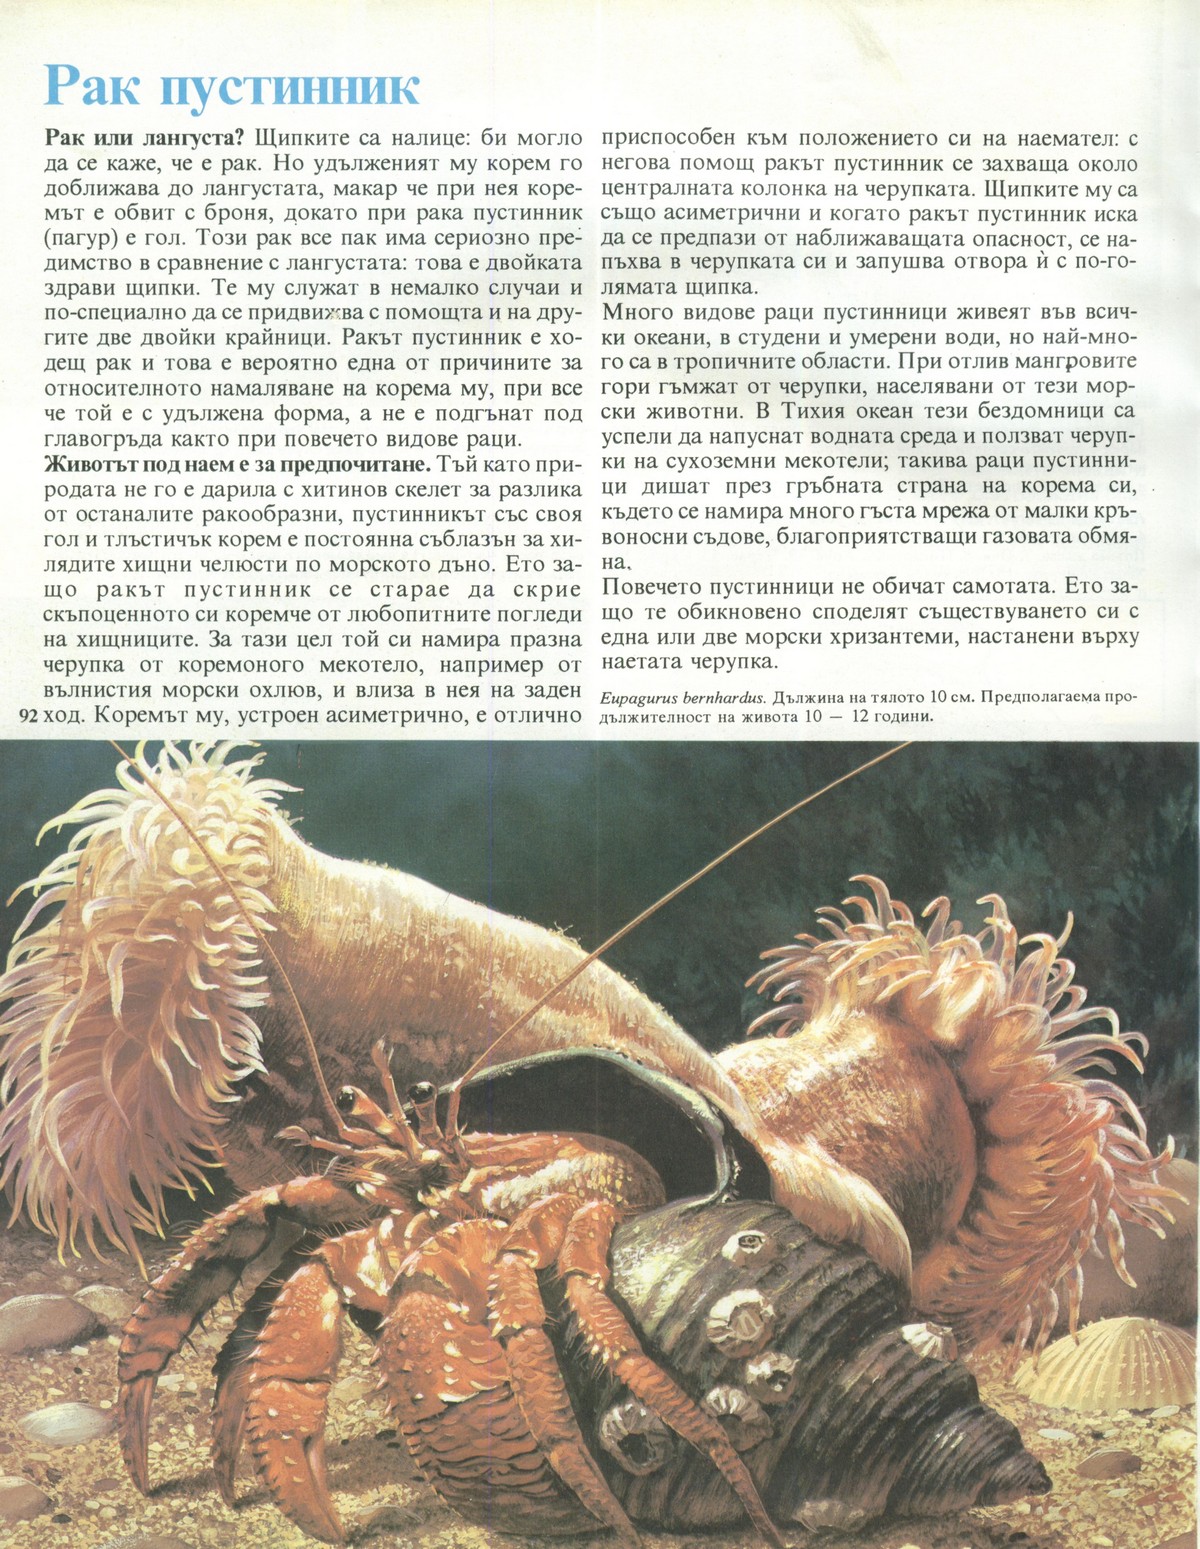 Рак пустинник
Рак или лангуста? Щипките са налице: би могло
да се каже, че е рак. Но удълженият му корем го
доближава до лангустата, макар че при нея коре-
мът е обвит с броня, докато при рака пустинник
(пагур) е гол. Този рак все пак има сериозно пре-
димство в сравнение с лангустата: това е двойката
здрави щипки. Те му служат в немалко случаи и
по-специално да се придвижва с помощта и на дру-
гите две двойки крайници. Ракът пустинник е хо-
дещ рак и това е вероятно една от причините за
относителното намаляване на корема му, при все
че той е с удължена форма, а не е подгънат под
главогръда както при повечето видове раци.
Животът под наем е за предпочитане. Тъй като при-
родата не го е дарила с хитинов скелет за разлика
от останалите ракообразни, пустинникът със своя
гол и тлъстичък корем е постоянна съблазън за хи-
лядите хищни челюсти по морското дъно. Ето за-
що ракът пустинник се старае да скрие
скъпоценното си коремче от любопитните погледи
на хищниците. За тази цел той си намира празна
черупка от коремоного мекотело, например от
вълнистия морски охлюв, и влиза в нея на заден
92 ход. Коремът му, устроен асиметрично, е отлично
приспособен към положението си на наемател: с
негова помощ ракът пустинник се захваща около
централната колонка на черупката. Щипките му са
също асиметрични и когато ракът пустинник иска
да се предпази от наближаващата опасност, се на-
пъхва в черупката си и запушва отвора ѝ с по-го-
лямата щипка.
Много видове раци пустинници живеят във всич-
ки океани, в студени и умерени води, но най-мно-
го са в тропичните области. При отлив мангровите
гори гъмжат от черупки, населявани от тези мор-
ски животни. В Тихия океан тези бездомници са
успели да напуснат водната среда и ползват черуп-
ки на сухоземни мекотели; такива раци пустинни-
ци дишат през гръбната страна на корема си,
където се намира много гъста мрежа от малки кръ-
воносни съдове, благоприятстващи газовата обмя-
на.
Повечето пустинници не обичат самотата. Ето за-
що те обикновено споделят съществуването си с
една или две морски хризантеми, настанени върху
наетата черупка.
Eupagurus bernhardus. Дължина на тялото 10 см. Предполагаема про-
дължителност на живота 10 — 12 години.